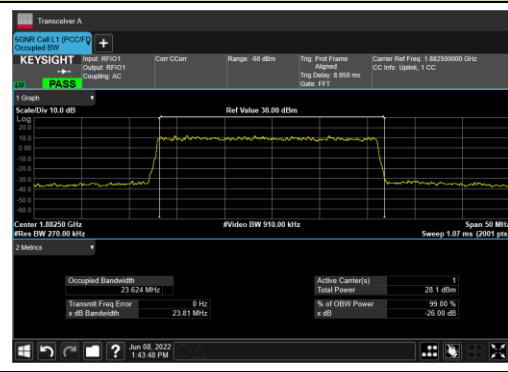 Transceiver A
5GNR Cell L1 (PCC/FD
Occupied BW
+
KEYSIGHT
PASS
Input: RFIO1
Output: RFIO1
Coupling: AC
Corr CCorr
Range: -60 dBm
Trig: Prot Frame
Aligned
Trig Delay: 8.950 ms
Gate: FFT
Carrier Ref Freq: 1.882500000 GHz
CC Info: Uplink, 1 CC
1 Graph
Scale/Div 10.0 dB
Ref Value 30.00 dBm
Log
20.0
10.0
0.00
-10.0
-20.0
-30.0
-40.0
-50.0
-60.0
Center 1.88250 GHz
#Video BW 910.00 kHz
Span 50 MHz
#Res BW 270.00 kHz
Sweep 1.07 ms (2001 pts
2 Metrics
Occupied Bandwidth
23.624 MHz
Active Carrier(s) 1
Total Power 28.1 dBm
Transmit Freq Error 0 Hz
x dB Bandwidth 23.81 MHz
% of OBW Power 99.00 %
x dB -26.00 dB
?
Jun 08, 2022
1:43:48 PM